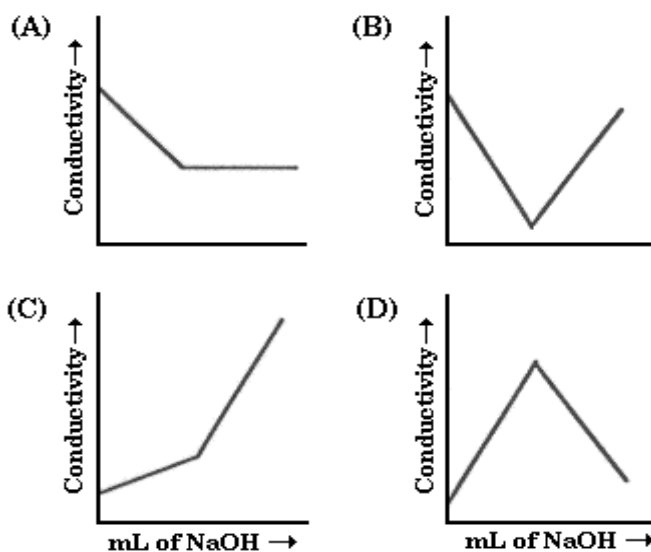 (A)
Conductivity →
(B)
Conductivity →
(C)
Conductivity →
mL of NaOH →
(D)
Conductivity →
mL of NaOH →